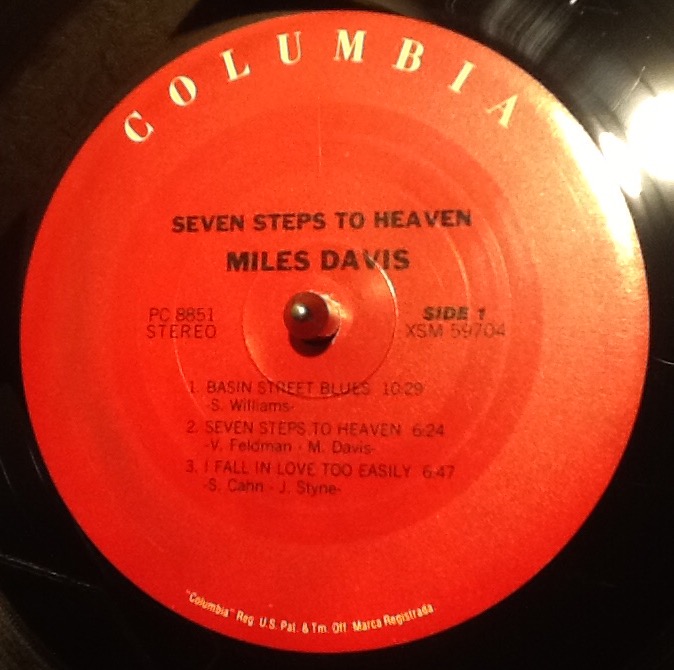 COLUMBIA
SEVEN STEPS TO HEAVEN
MILES DAVIS
PC 8851
STEREO
SIDE 1
XSM 59704
1. BASIN STREET BLUES 10:29
-S. Williams-
2. SEVEN STEPS TO HEAVEN 6:24
-V. Feldman - M. Davis-
3. I FALL IN LOVE TOO EASILY 6:47
-S. Cahn - J. Styne-
"Columbia" Reg. U.S. Pat. & Tm. Off. Marca Registrada.